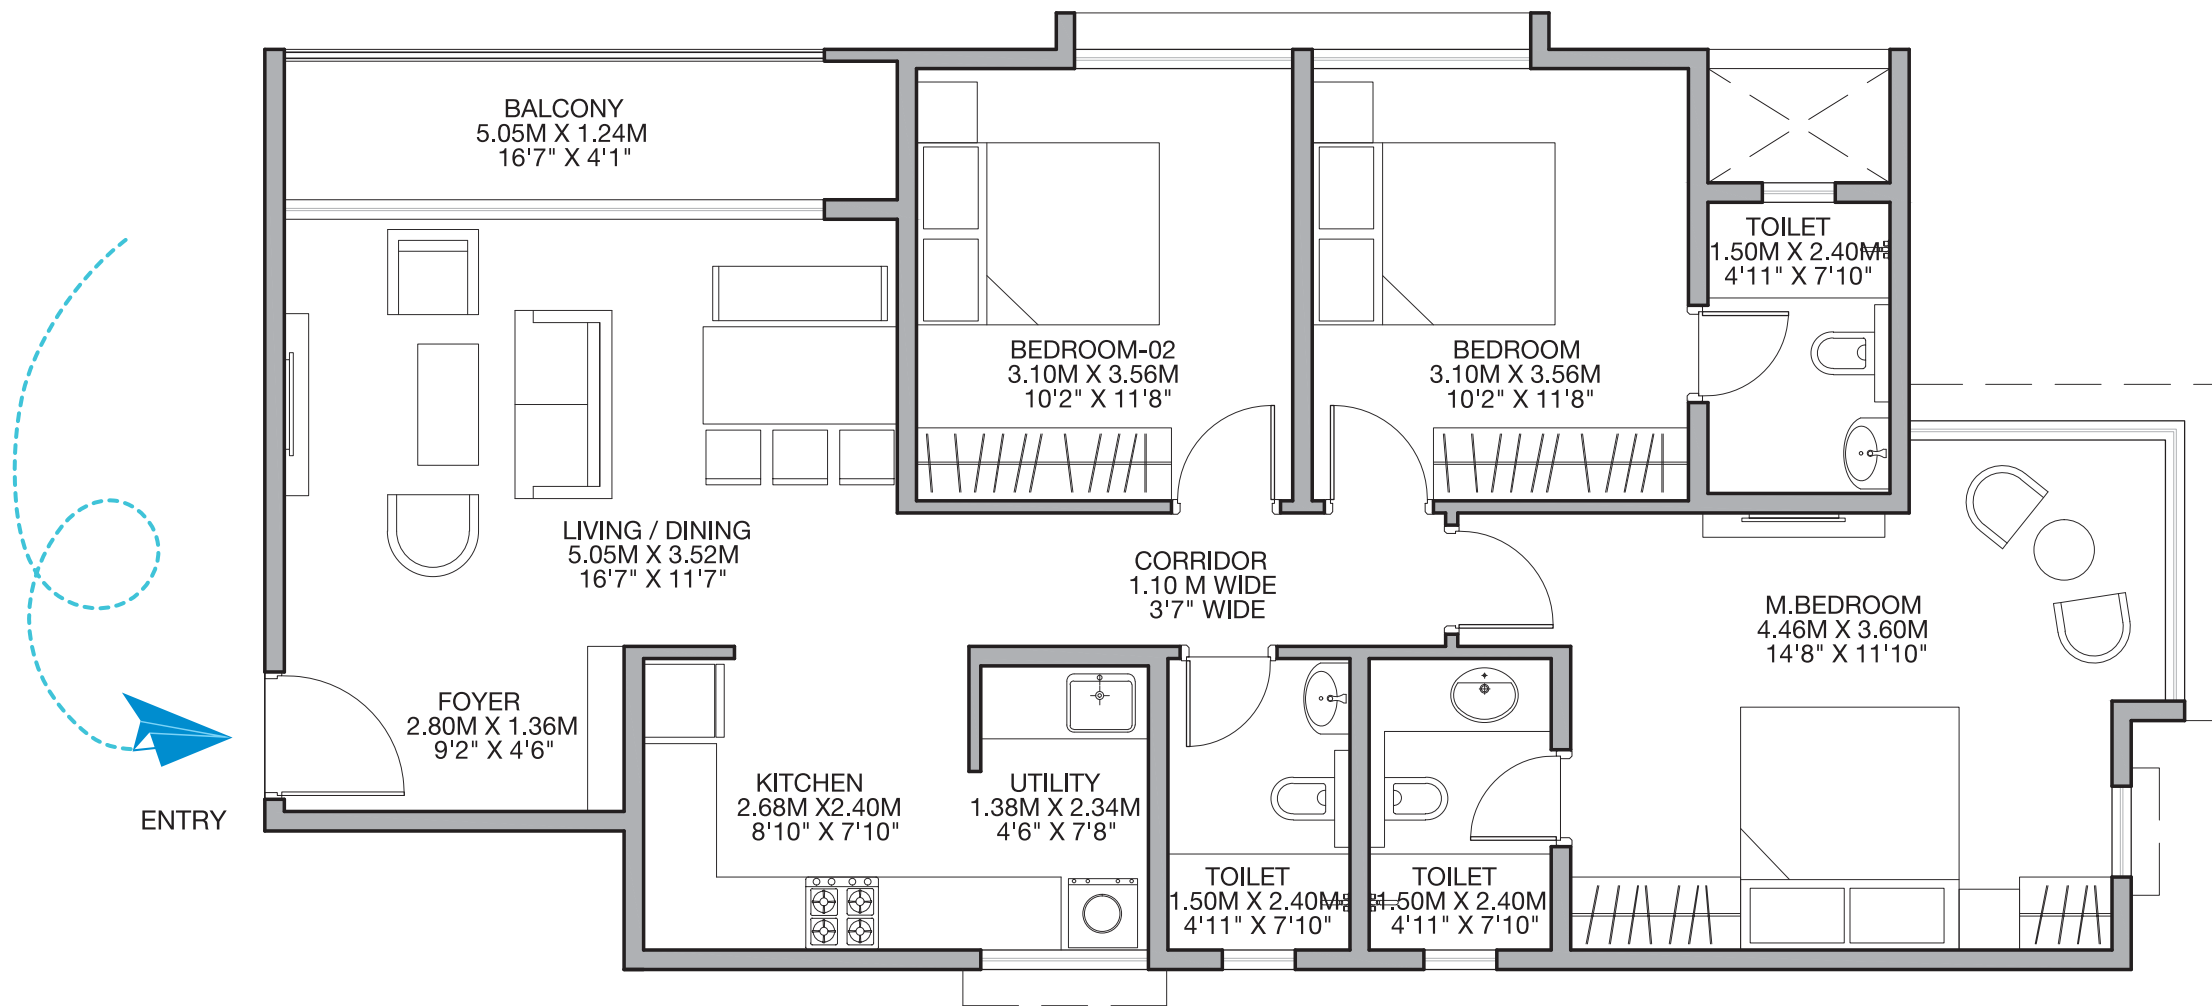 BALCONY
5.05M X 1.24M
16'7" X 4'1"
TOILET
1.50M X 2.40M
4'11" X 7'10"
BEDROOM-02
3.10M X 3.56M
10'2" X 11'8"
BEDROOM
3.10M X 3.56M
10'2" X 11'8"
LIVING / DINING
5.05M X 3.52M
16'7" X 11'7"
CORRIDOR
1.10 M WIDE
3'7" WIDE
M.BEDROOM
4.46M X 3.60M
14'8" X 11'10"
FOYER
2.80M X 1.36M
9'2" X 4'6"
ENTRY
KITCHEN
2.68M X2.40M
8'10" X 7'10"
UTILITY
1.38M X 2.34M
4'6" X 7'8"
TOILET
1.50M X 2.40M
4'11" X 7'10"
TOILET
1.50M X 2.40M
4'11" X 7'10"